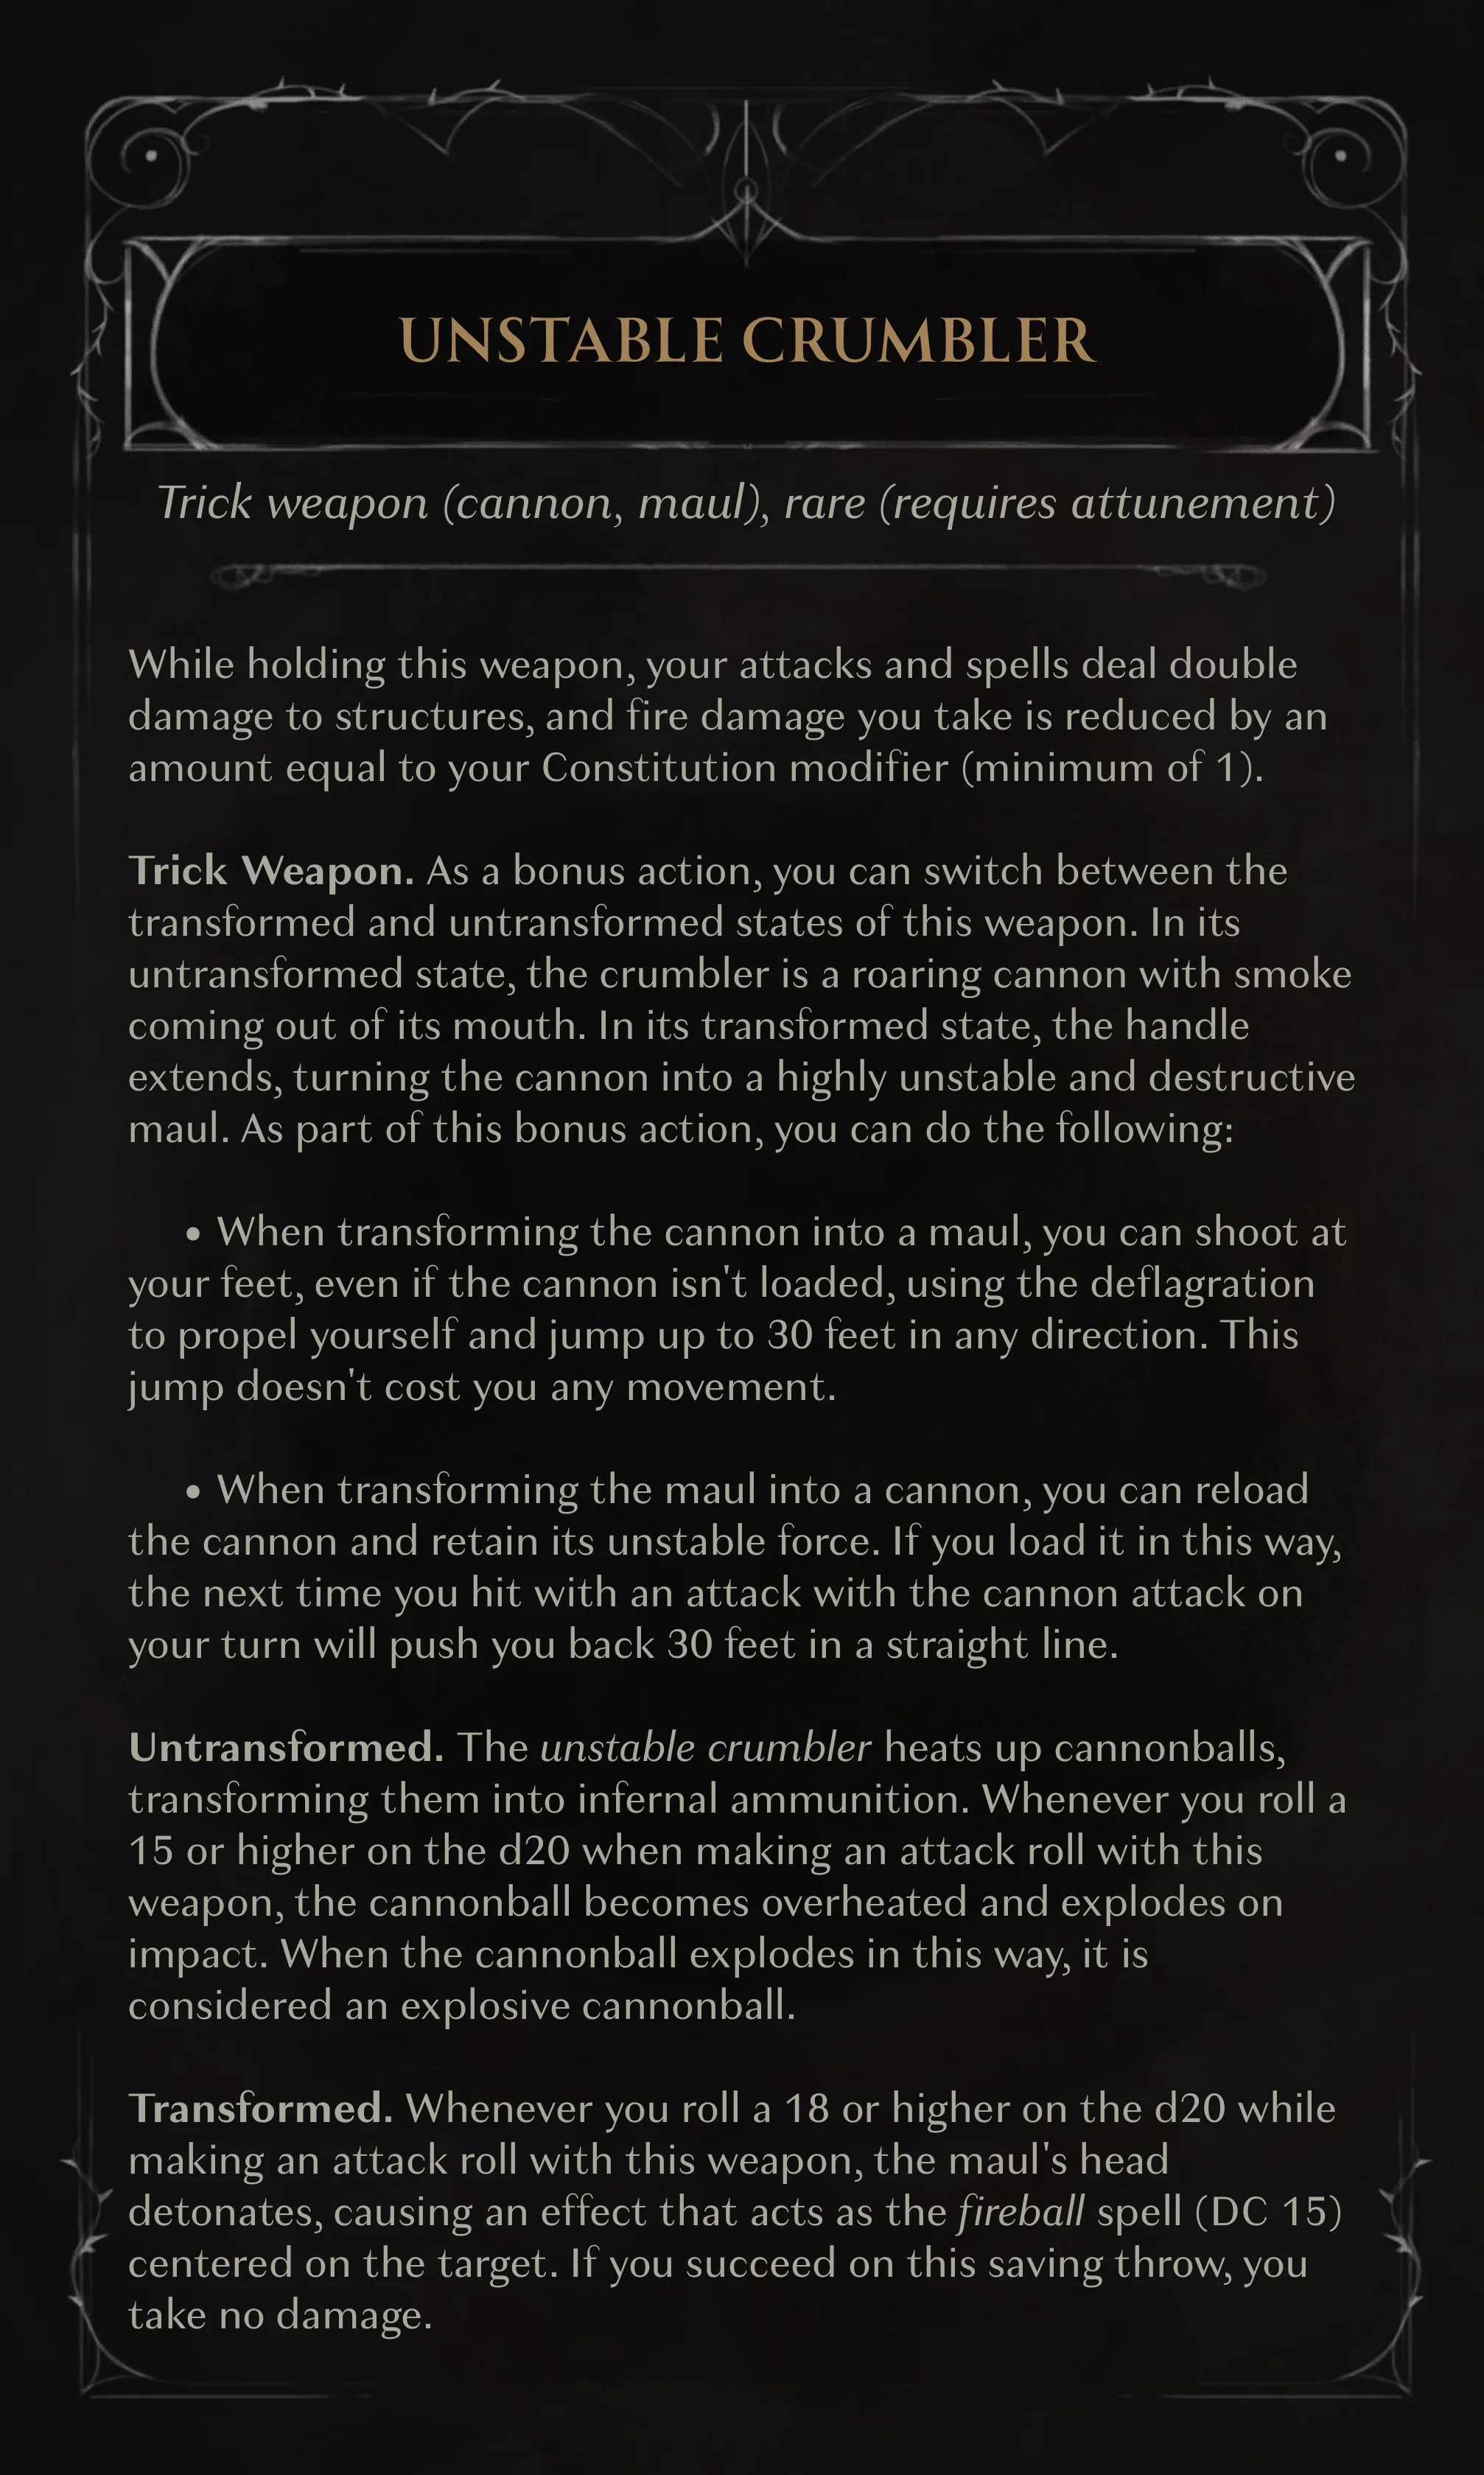 UNSTABLE CRUMBLER
Trick weapon (cannon, maul), rare (requires attunement)
While holding this weapon, your attacks and spells deal double
damage to structures, and fire damage you take is reduced by an
amount equal to your Constitution modifier (minimum of 1).
Trick Weapon. As a bonus action, you can switch between the
transformed and untransformed states of this weapon. In its
untransformed state, the crumbler is a roaring cannon with smoke
coming out of its mouth. In its transformed state, the handle
extends, turning the cannon into a highly unstable and destructive
maul. As part of this bonus action, you can do the following:
• When transforming the cannon into a maul, you can shoot at
your feet, even if the cannon isn't loaded, using the deflagration
to propel yourself and jump up to 30 feet in any direction. This
jump doesn't cost you any movement.
• When transforming the maul into a cannon, you can reload
the cannon and retain its unstable force. If you load it in this way,
the next time you hit with an attack with the cannon attack on
your turn will push you back 30 feet in a straight line.
Untransformed. The unstable crumbler heats up cannonballs,
transforming them into infernal ammunition. Whenever you roll a
15 or higher on the d20 when making an attack roll with this
weapon, the cannonball becomes overheated and explodes on
impact. When the cannonball explodes in this way, it is
considered an explosive cannonball.
Transformed. Whenever you roll a 18 or higher on the d20 while
making an attack roll with this weapon, the maul's head
detonates, causing an effect that acts as the fireball spell (DC 15)
centered on the target. If you succeed on this saving throw, you
take no damage.